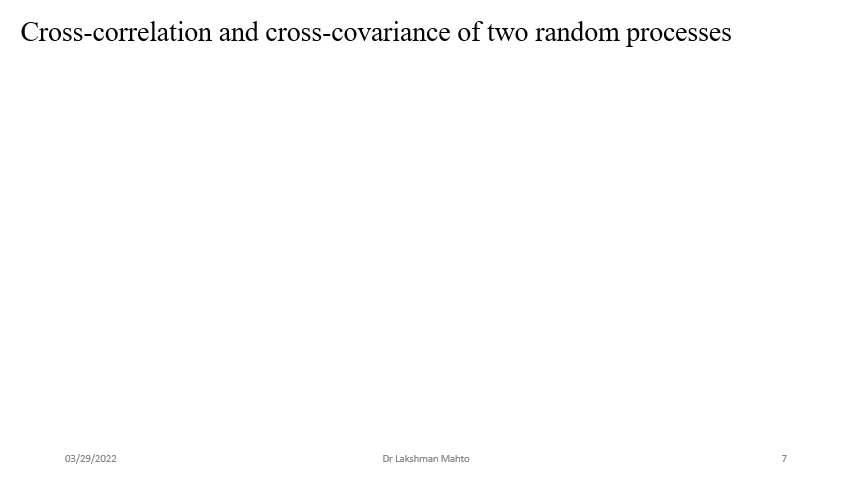 Cross-correlation and cross-covariance of two random processes
03/29/2022
Dr Lakshman Mahto
7